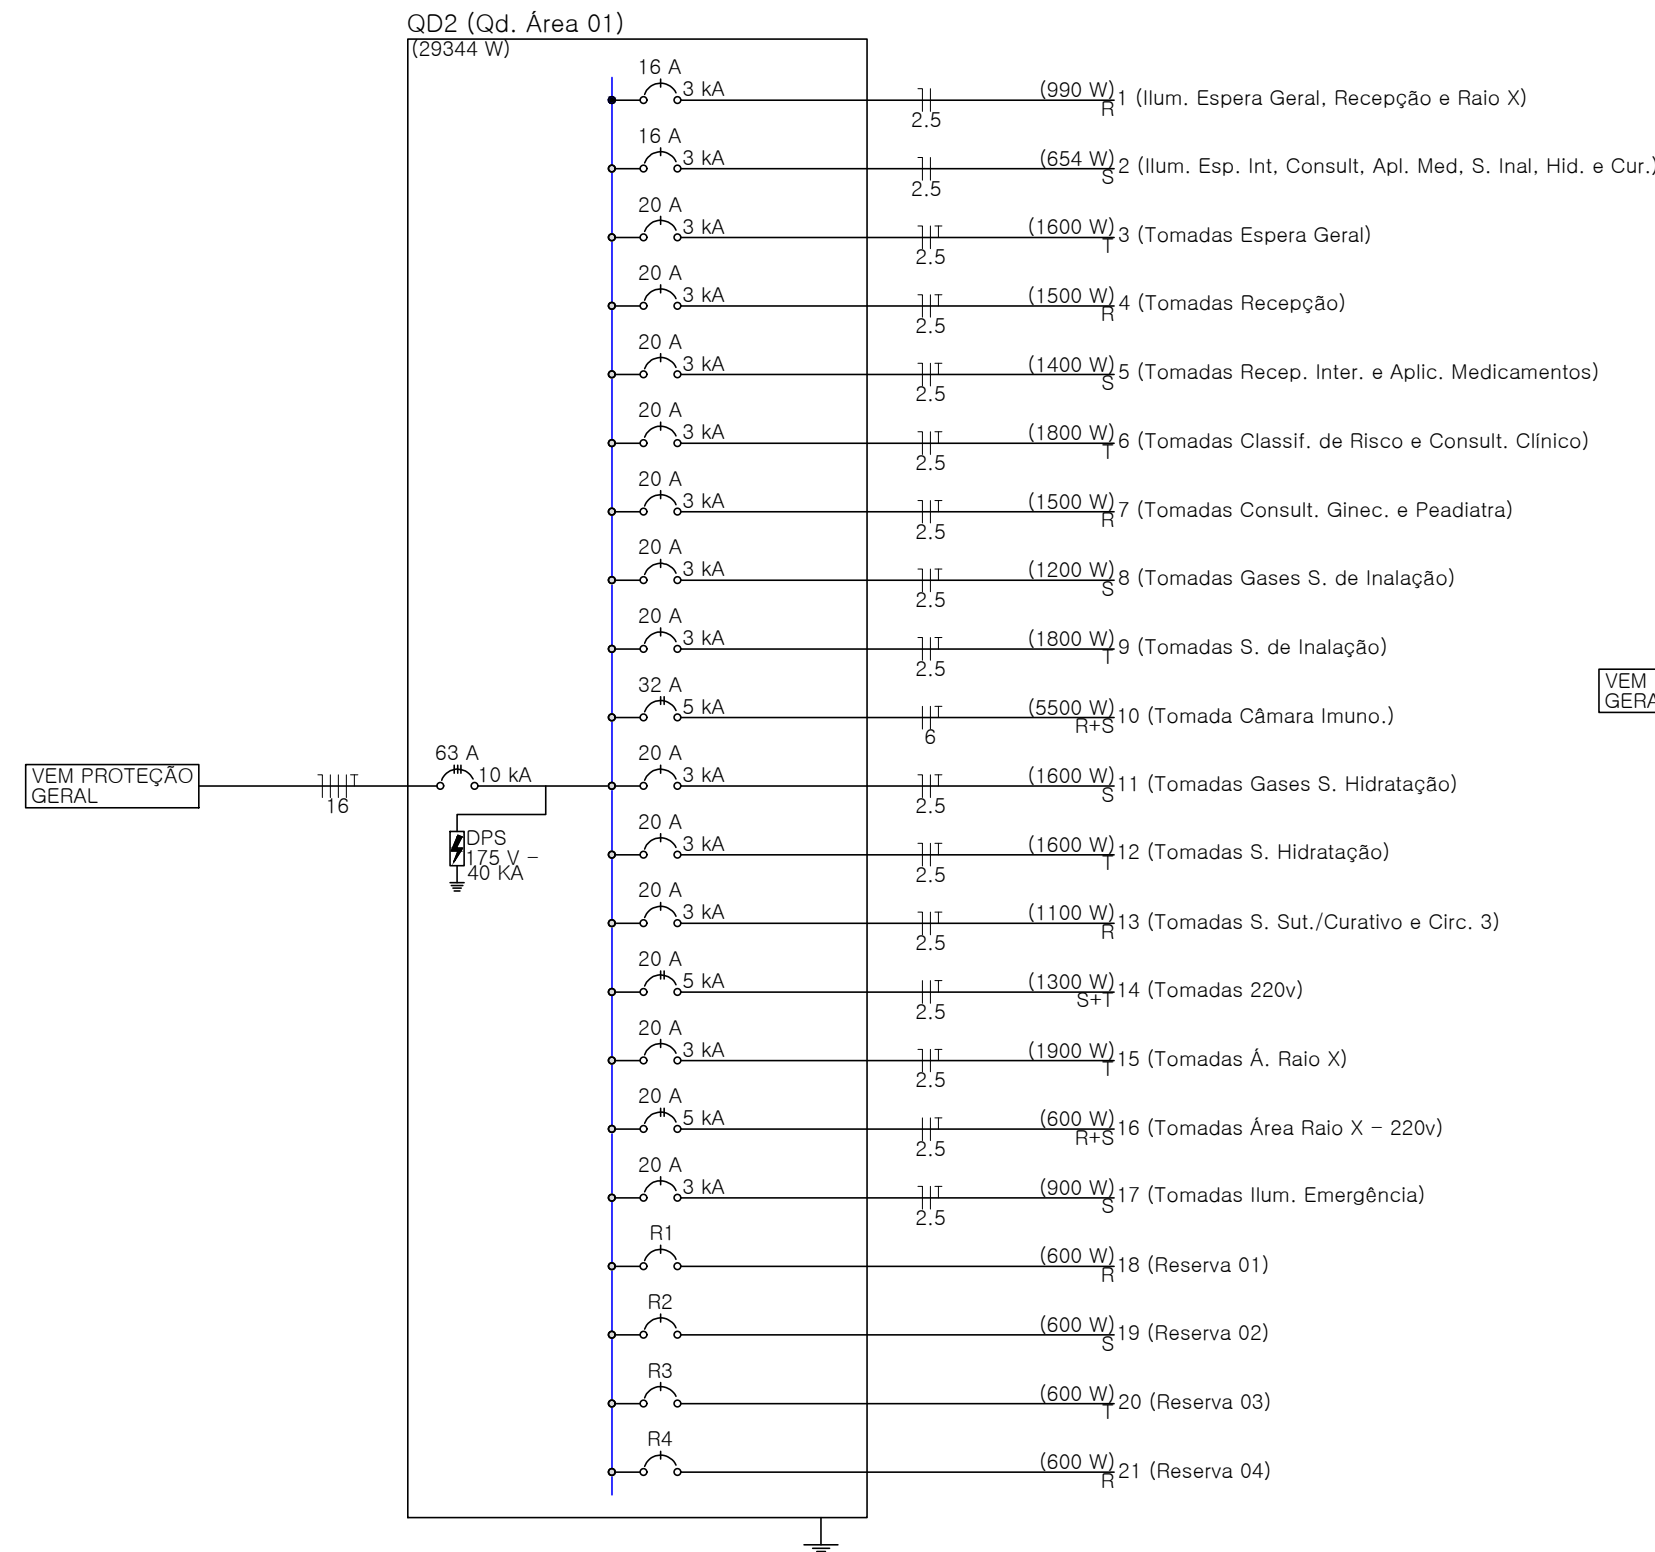 QD2 (Qd. Área 01)
(29344 W)
16 A
3 kA
2.5
(990 W)
R
1 (Ilum. Espera Geral, Recepção e Raio X)
16 A
3 kA
2.5
(654 W)
S
2 (Ilum. Esp. Int, Consult, Apl. Med, S. Inal, Hid. e Cur.)
20 A
3 kA
T
2.5
(1600 W)
T
3 (Tomadas Espera Geral)
20 A
3 kA
T
2.5
(1500 W)
R
4 (Tomadas Recepção)
20 A
3 kA
T
2.5
(1400 W)
S
5 (Tomadas Recep. Inter. e Aplic. Medicamentos)
20 A
3 kA
T
2.5
(1800 W)
T
6 (Tomadas Classif. de Risco e Consult. Clínico)
20 A
3 kA
T
2.5
(1500 W)
R
7 (Tomadas Consult. Ginec. e Peadiatra)
20 A
3 kA
T
2.5
(1200 W)
S
8 (Tomadas Gases S. de Inalação)
20 A
3 kA
T
2.5
(1800 W)
T
9 (Tomadas S. de Inalação)
32 A
5 kA
T
6
(5500 W)
R+S
10 (Tomada Câmara Imuno.)
VEM
GERA
VEM PROTEÇÃO
GERAL
T
16
63 A
10 kA
DPS
175 V -
40 KA
20 A
3 kA
T
2.5
(1600 W)
S
11 (Tomadas Gases S. Hidratação)
20 A
3 kA
T
2.5
(1600 W)
T
12 (Tomadas S. Hidratação)
20 A
3 kA
T
2.5
(1100 W)
R
13 (Tomadas S. Sut./Curativo e Circ. 3)
20 A
5 kA
T
2.5
(1300 W)
S+T
14 (Tomadas 220v)
20 A
3 kA
T
2.5
(1900 W)
T
15 (Tomadas Á. Raio X)
20 A
5 kA
T
2.5
(600 W)
R+S
16 (Tomadas Área Raio X - 220v)
20 A
3 kA
T
2.5
(900 W)
S
17 (Tomadas Ilum. Emergência)
R1
(600 W)
R
18 (Reserva 01)
R2
(600 W)
S
19 (Reserva 02)
R3
(600 W)
T
20 (Reserva 03)
R4
(600 W)
R
21 (Reserva 04)